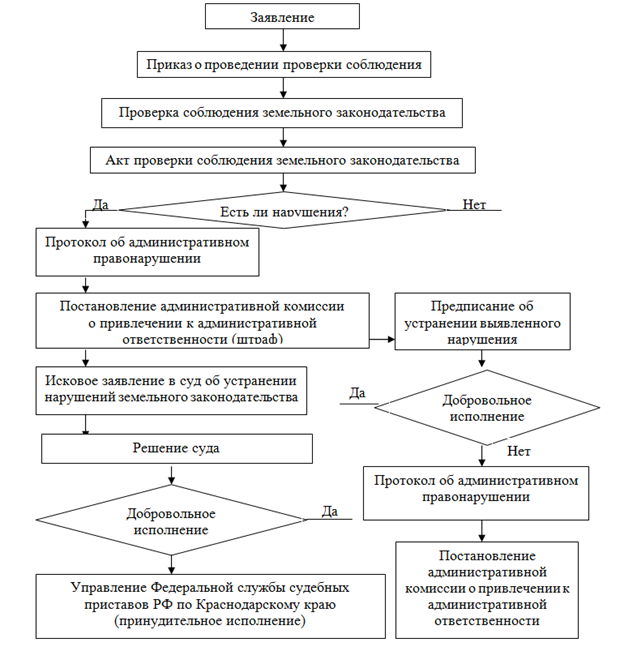 Заявление
Приказ о проведении проверки соблюдения
Проверка соблюдения земельного законодательства
Акт проверки соблюдения земельного законодательства
Есть ли нарушения?
Да
Нет
Протокол об административном
правонарушении
Постановление административной комиссии
о привлечении к административной
ответственности (штраф)
Предписание об
устранении выявленного
нарушения
Исковое заявление в суд об устранении
нарушений земельного законодательства
Да
Добровольное
исполнение
Нет
Решение суда
Протокол об административном
правонарушении
Добровольное
исполнение
Да
Постановление
административной
комиссии о привлечении к
административной
ответственности
Управление Федеральной службы судебных
приставов РФ по Краснодарскому краю
(принудительное исполнение)